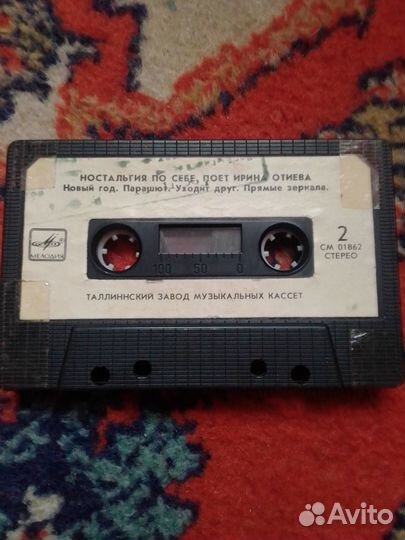 НОСТАЛЬГИЯ ПО СЕБЕ, ПОЕТ ИРИНА ОТИЕВА
Новый год. Парашют. Уходит друг. Прямые зеркала.
2
СМ 01862
СТЕРЕО
МЕЛОДИЯ
100 50 0
ТАЛЛИННСКИЙ ЗАВОД МУЗЫКАЛЬНЫХ КАССЕТ
Avito